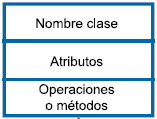 Nombre clase
Atributos
Operaciones
o métodos